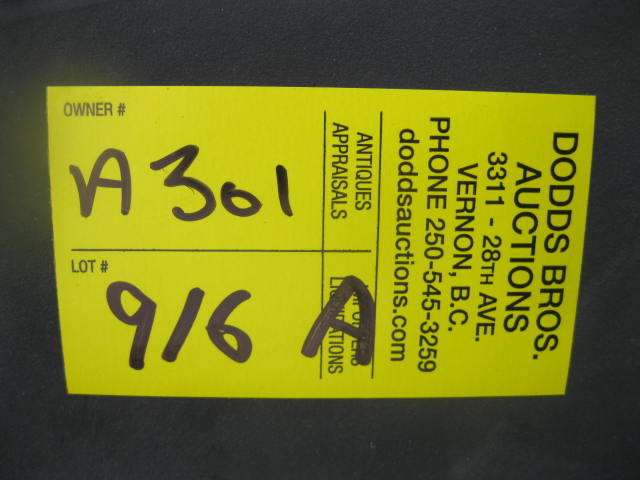 OWNER #
A301
LOT #
916 A
DODDS BROS.
AUCTIONS
3311 - 28TH AVE.
VERNON, B.C.
PHONE 250-545-3259
doddsauctions.com
ANTIQUES
APPRAISALS
LIQUIDATIONS